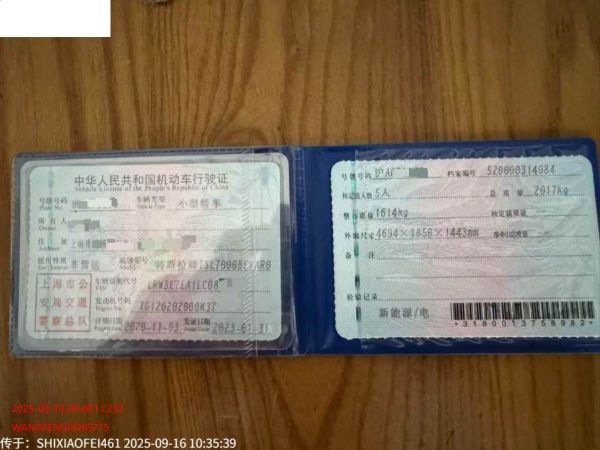 中华人民共和国机动车行驶证
Vehicle License of the People's Republic of China
号牌号码 车辆类型 小型轿车
Plate No. Vehicle Type
所有人
Owner
住址 上海市
Address
使用性质 非营运 品牌型号 特斯拉牌TSL7000BEVAR0
Use Character Model
上海市公安局交通警察总队
车辆识别代号 LRW3E7EA1LC08
VIN
发动机号码 TG120202000M37
Engine No.
注册日期 2020-11-03 发证日期 2023-01-31
Register Date Issue Date
号牌号码 沪A 档案编号 520000314084
核定载人数 5人 总质量 2017kg
整备质量 1614kg 核定载质量
外廓尺寸 4694×1850×1443mm 准牵引总质量
备注
检验记录
新能源/电
*3180013758962*
2025-09-16 09:48:11.238
WANGFENGFENG775
传于：SHIXIAOFEI461 2025-09-16 10:35:39